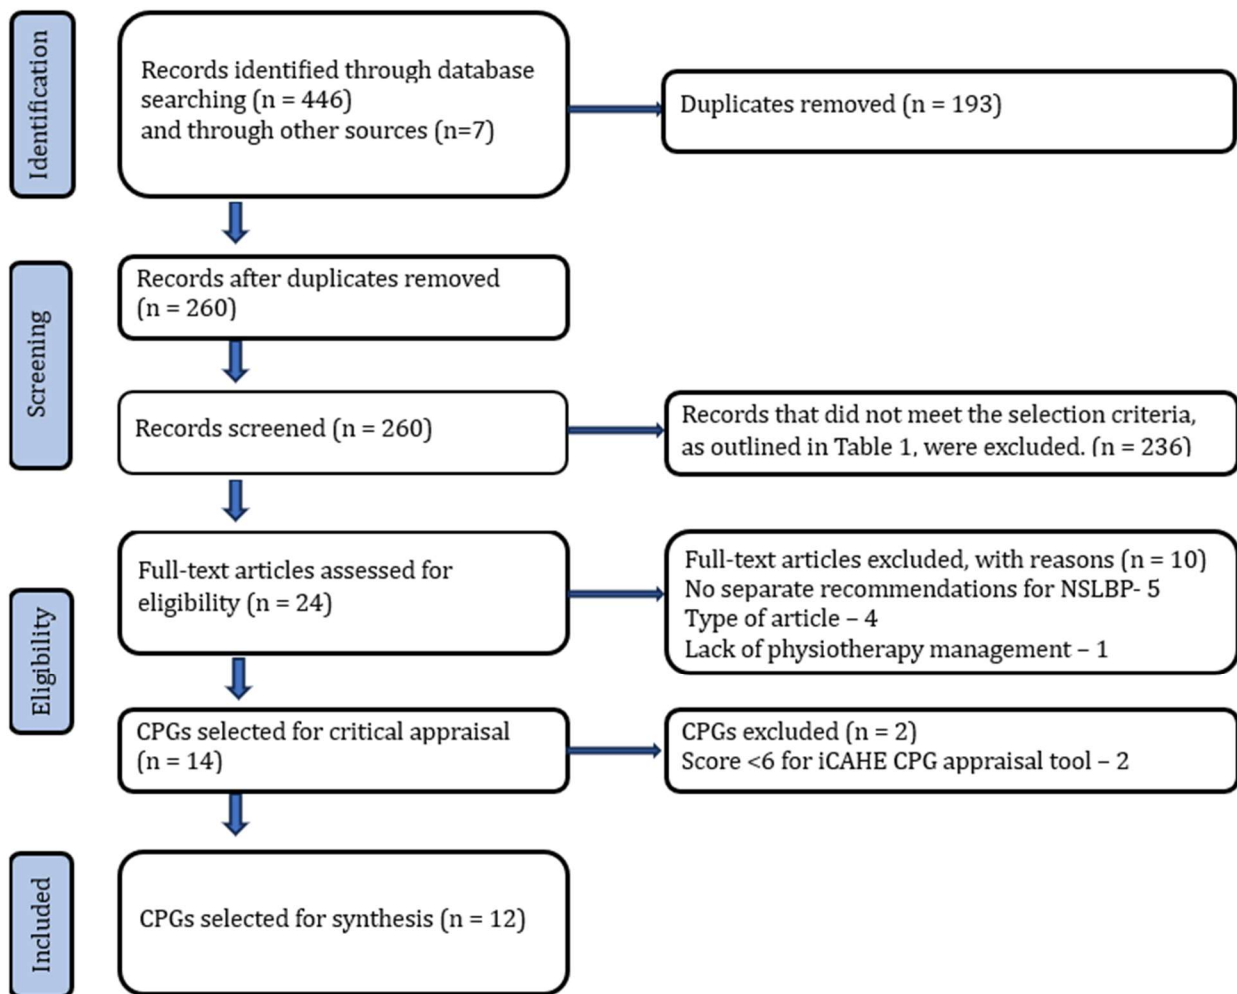 Identification
Records identified through database
searching (n = 446)
and through other sources (n=7)
Duplicates removed (n = 193)
Screening
Records after duplicates removed
(n = 260)
Records screened (n = 260)
Records that did not meet the selection criteria,
as outlined in Table 1, were excluded. (n = 236)
Eligibility
Full-text articles assessed for
eligibility (n = 24)
Full-text articles excluded, with reasons (n = 10)
No separate recommendations for NSLBP- 5
Type of article – 4
Lack of physiotherapy management – 1
CPGs selected for critical appraisal
(n = 14)
CPGs excluded (n = 2)
Score <6 for iCAHE CPG appraisal tool – 2
Included
CPGs selected for synthesis (n = 12)